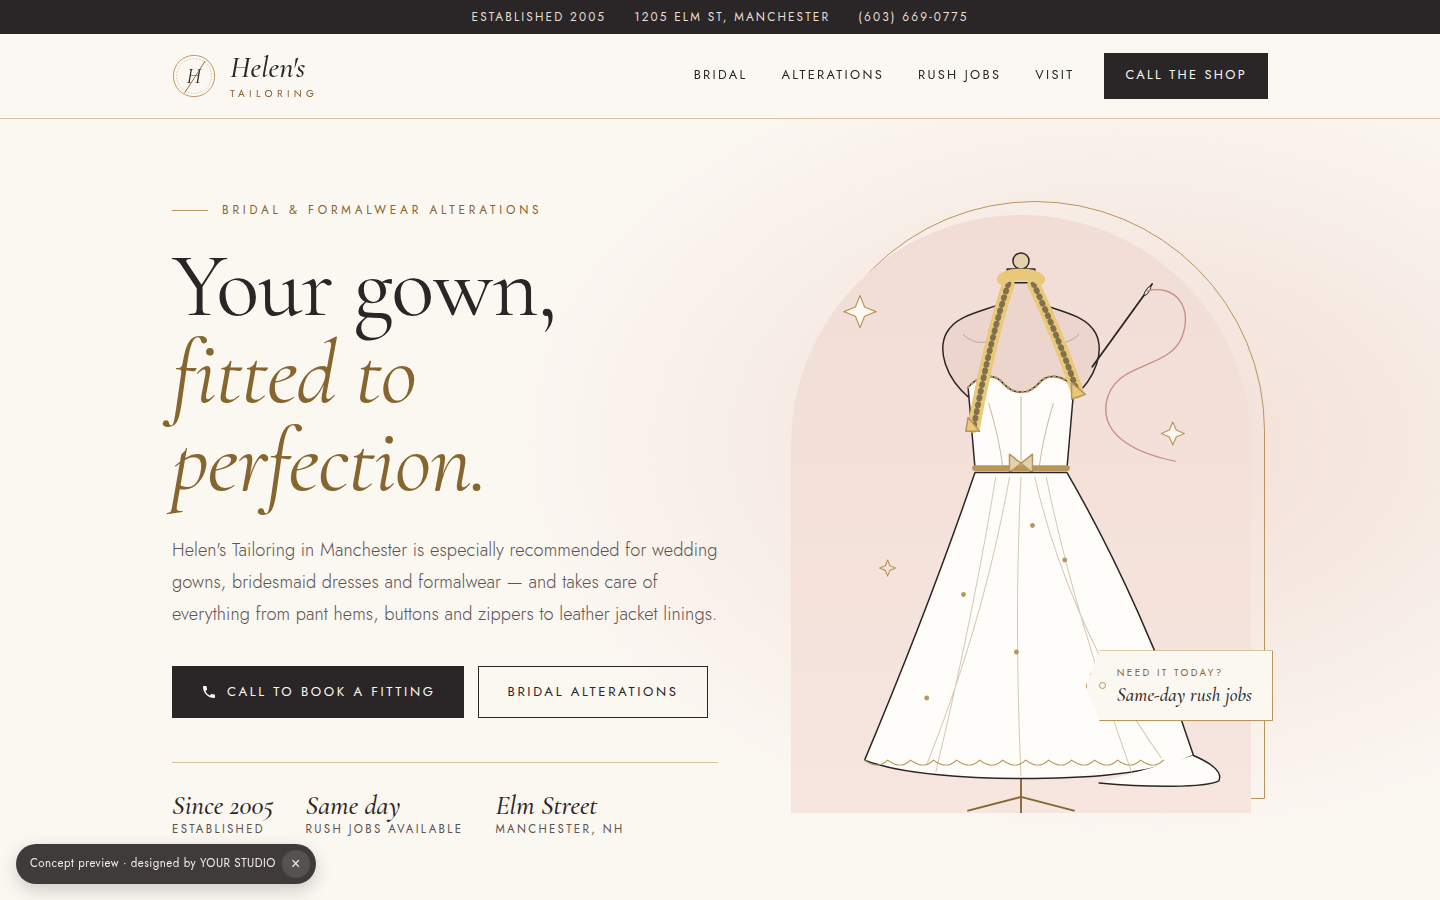 ESTABLISHED 2005 1205 ELM ST, MANCHESTER (603) 669-0775
H
Helen's
TAILORING
BRIDAL ALTERATIONS RUSH JOBS VISIT CALL THE SHOP
BRIDAL & FORMALWEAR ALTERATIONS
Your gown,
fitted to
perfection.
Helen's Tailoring in Manchester is especially recommended for wedding
gowns, bridesmaid dresses and formalwear — and takes care of
everything from pant hems, buttons and zippers to leather jacket linings.
CALL TO BOOK A FITTING BRIDAL ALTERATIONS
NEED IT TODAY?
Same-day rush jobs
Since 2005 Same day Elm Street
ESTABLISHED RUSH JOBS AVAILABLE MANCHESTER, NH
Concept preview · designed by YOUR STUDIO ×